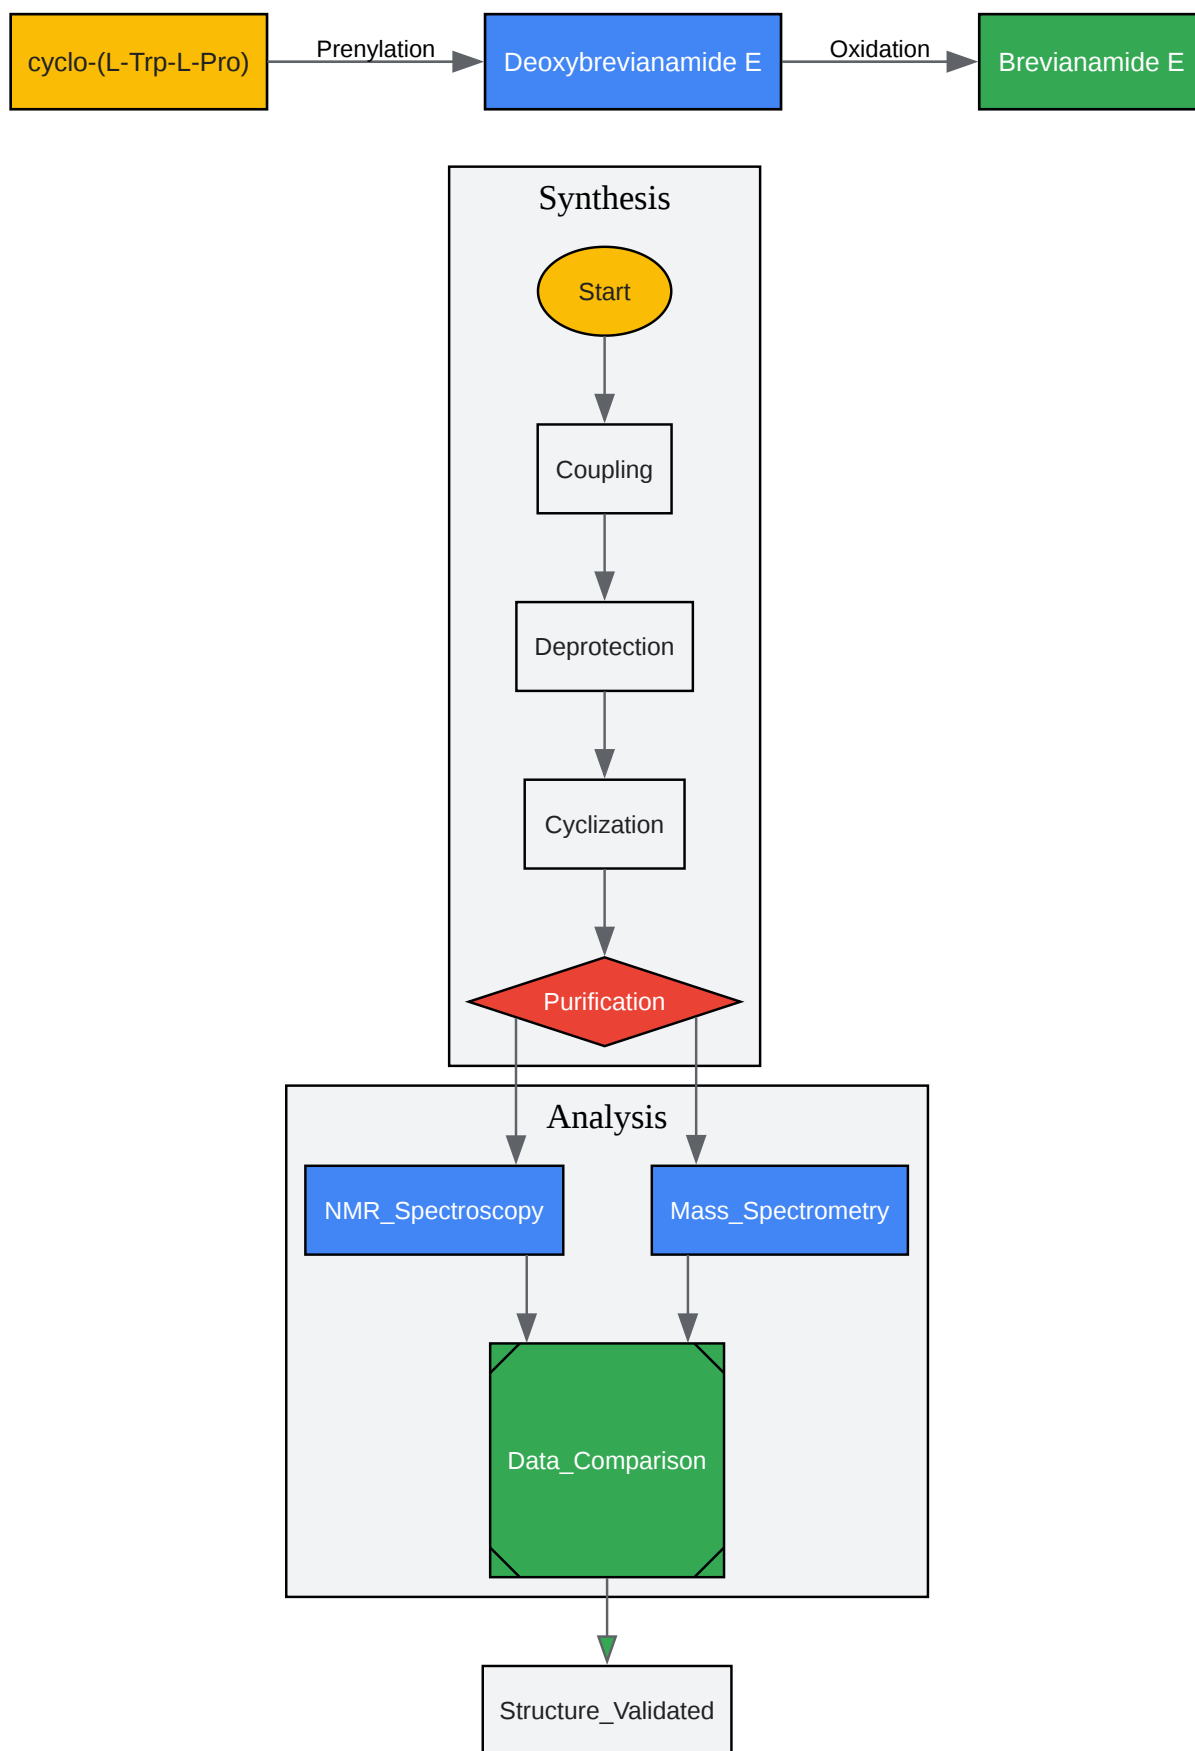 cyclo-(L-Trp-L-Pro)
Prenylation
Deoxybrevianamide E
Oxidation
Brevianamide E
Synthesis
Start
Coupling
Deprotection
Cyclization
Purification
Analysis
NMR_Spectroscopy
Mass_Spectrometry
Data_Comparison
Structure_Validated